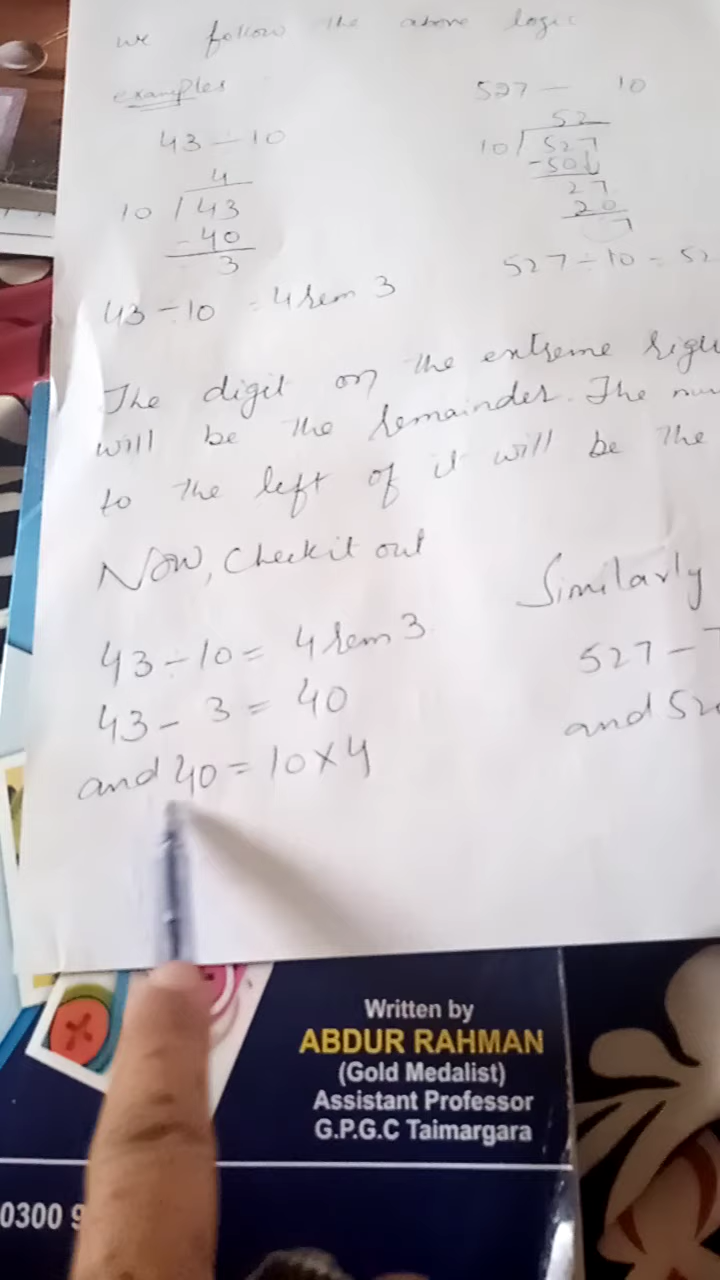 we follow the above logic
examples
43 ÷ 10
4
10 / 43
- 40
3
43 ÷ 10 = 4 rem 3
527 — 10
52
10 / 527
- 50↓
27
20
7
527 ÷ 10 = 52
The digit on the extreme
will be the remainder. The
to the left of it will be the
Now, Check it out
43 ÷ 10 = 4 rem 3
43 - 3 = 40
and 40 = 10 × 4
Similarly
527 -
and
Written by
ABDUR RAHMAN
(Gold Medalist)
Assistant Professor
G.P.G.C Taimargara
0300 9